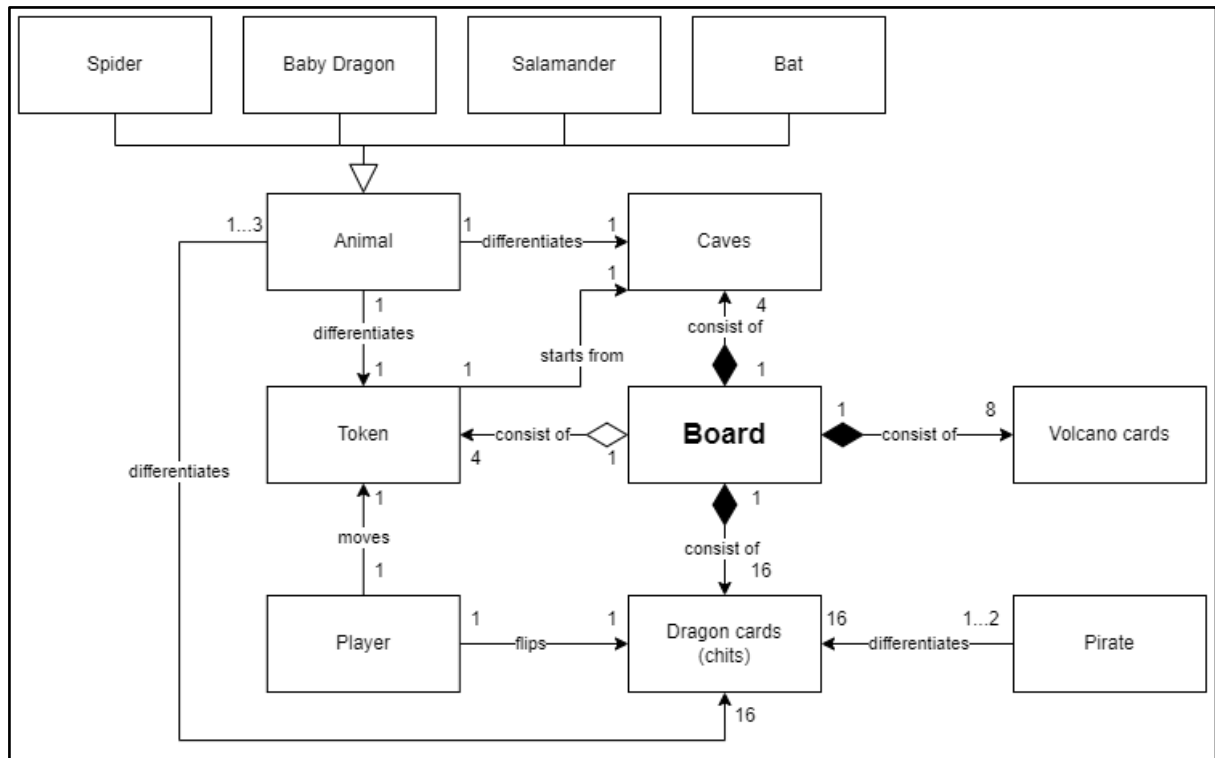 Spider
Baby Dragon
Salamander
Bat
1...3
Animal
1
differentiates
1
Caves
1
1
differentiates
4
consist of
starts from
1
1
1
Token
consist of
4
1
Board
1
consist of
8
Volcano cards
differentiates
1
moves
1
1
consist of
16
Player
1
flips
1
Dragon cards
(chits)
16
differentiates
1...2
Pirate
16